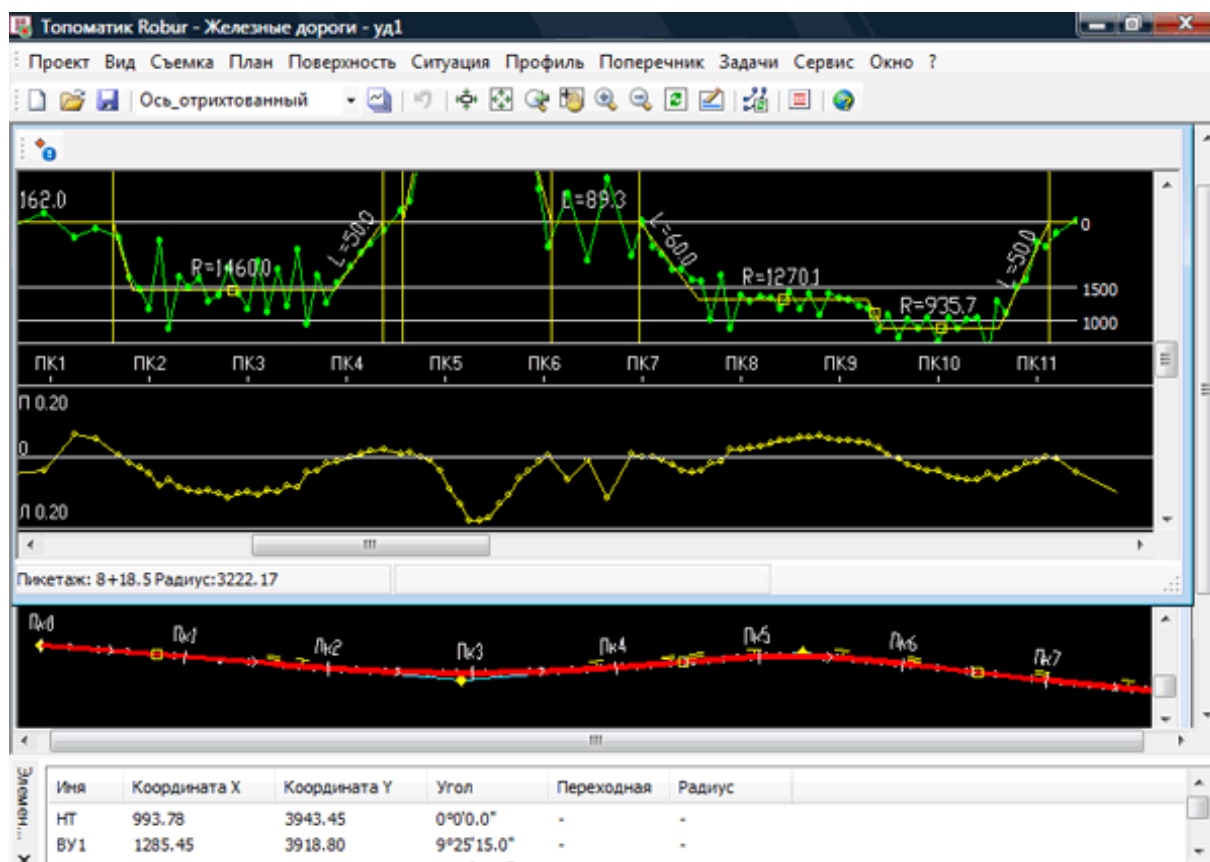 Топоматик Robur - Железные дороги - уд1
Проект Вид Съемка План Поверхность Ситуация Профиль Поперечник Задачи Сервис Окно ?
Ось_отрихтованный
162.0 L=50.0 L=89.3 L=60.0 L=50.0 0
R=1460.0 R=1270.1 R=935.7 1500
1000
ПК1 ПК2 ПК3 ПК4 ПК5 ПК6 ПК7 ПК8 ПК9 ПК10 ПК11
П 0.20
0
Л 0.20
Пикетаж: 8+18.5 Радиус:3222.17
Пк0 Пк1 Пк2 Пк3 Пк4 Пк5 Пк6 Пк7
Элемен...
Имя Координата X Координата Y Угол Переходная Радиус
НТ 993.78 3943.45 0°0'0.0" - -
ВУ1 1285.45 3918.80 9°25'15.0" - -